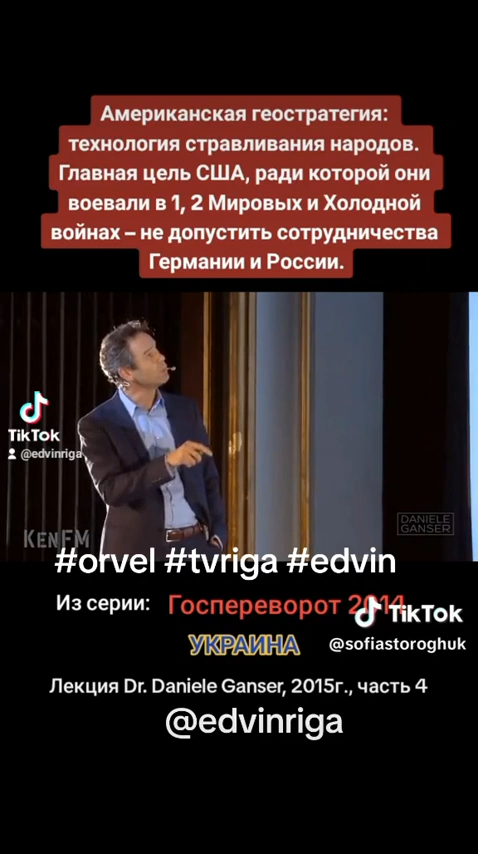 Американская геостратегия:
технология стравливания народов.
Главная цель США, ради которой они
воевали в 1, 2 Мировых и Холодной
войнах – не допустить сотрудничества
Германии и России.
TikTok
@edvinriga
KENFM
DANIELE
GANSER
#orvel #tvriga #edvin
Из серии: Госпереворот 2014
TikTok
УКРАИНА
@sofiastoroghuk
Лекция Dr. Daniele Ganser, 2015г., часть 4
@edvinriga